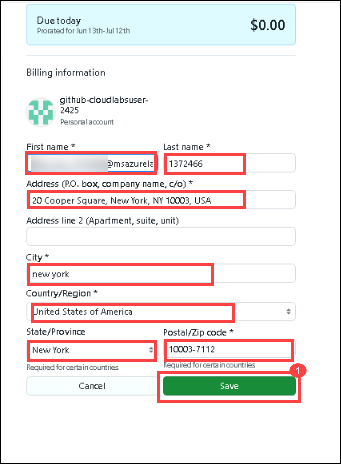 Due today
$0.00
Prorated for Jun 13th-Jul 12th
Billing information
github-cloudlabsuser-
2425
Personal account
First name * Last name *
@msazurela 1372466
Address (P.O. box, company name, c/o) *
20 Cooper Square, New York, NY 10003, USA
Address line 2 (Apartment, suite, unit)
City *
new york
Country/Region *
United States of America
State/Province Postal/Zip code *
New York 10003-7112
Required for certain countries Required for certain countries
1
Cancel Save